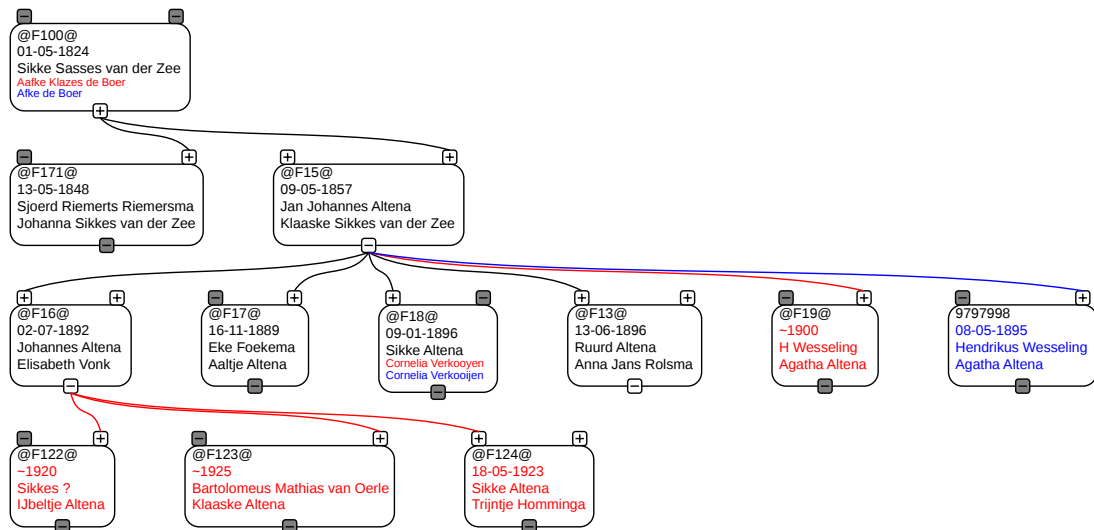 @F100@
01-05-1824
Sikke Sasses van der Zee
Aafke Klazes de Boer
Afke de Boer
@F171@
13-05-1848
Sjoerd Riemerts Riemersma
Johanna Sikkes van der Zee
@F15@
09-05-1857
Jan Johannes Altena
Klaaske Sikkes van der Zee
@F16@
02-07-1892
Johannes Altena
Elisabeth Vonk
@F17@
16-11-1889
Eke Foekema
Aaltje Altena
@F18@
09-01-1896
Sikke Altena
Cornelia Verkooyen
Cornelia Verkooijen
@F13@
13-06-1896
Ruurd Altena
Anna Jans Rolsma
@F19@
~1900
H Wesseling
Agatha Altena
9797998
08-05-1895
Hendrikus Wesseling
Agatha Altena
@F122@
~1920
Sikkes ?
IJbeltje Altena
@F123@
~1925
Bartolomeus Mathias van Oerle
Klaaske Altena
@F124@
18-05-1923
Sikke Altena
Trijntje Homminga